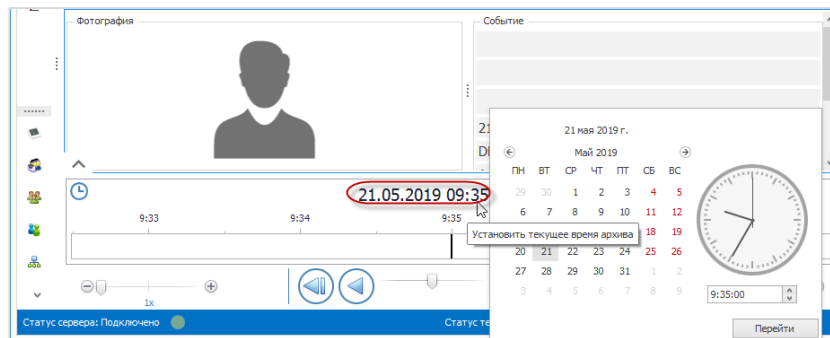 Фотография
Событие
21
21 мая 2019 г.
Май 2019
ПН ВТ СР ЧТ ПТ СБ ВС
29 30 1 2 3 4 5
6 7 8 9 10 11 12
18 19
20 21 22 23 24 25 26
27 28 29 30 31 1 2
3 4 5 6 7 8 9
21.05.2019 09:35
9:33 9:34 9:35
Установить текущее время архива
1x
9:35:00
Перейти
Статус сервера: Подключено
Статус